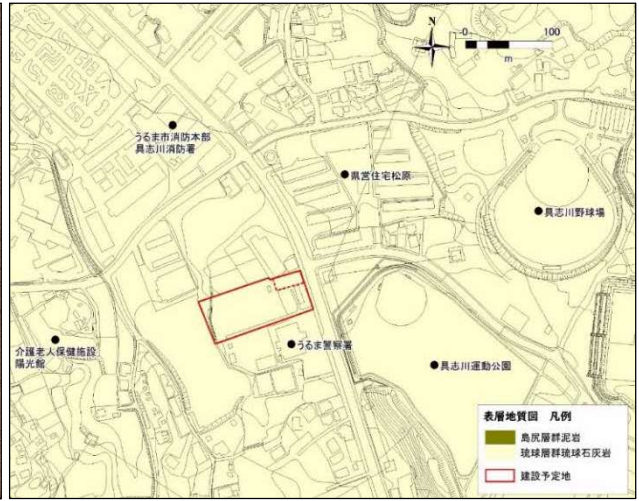 N
0 100
m
うるま市消防本部
具志川消防署
県営住宅松原
具志川野球場
うるま警察署
介護老人保健施設
陽光館
具志川運動公園
表層地質図 凡例
島尻層群泥岩
琉球層群琉球石灰岩
建設予定地